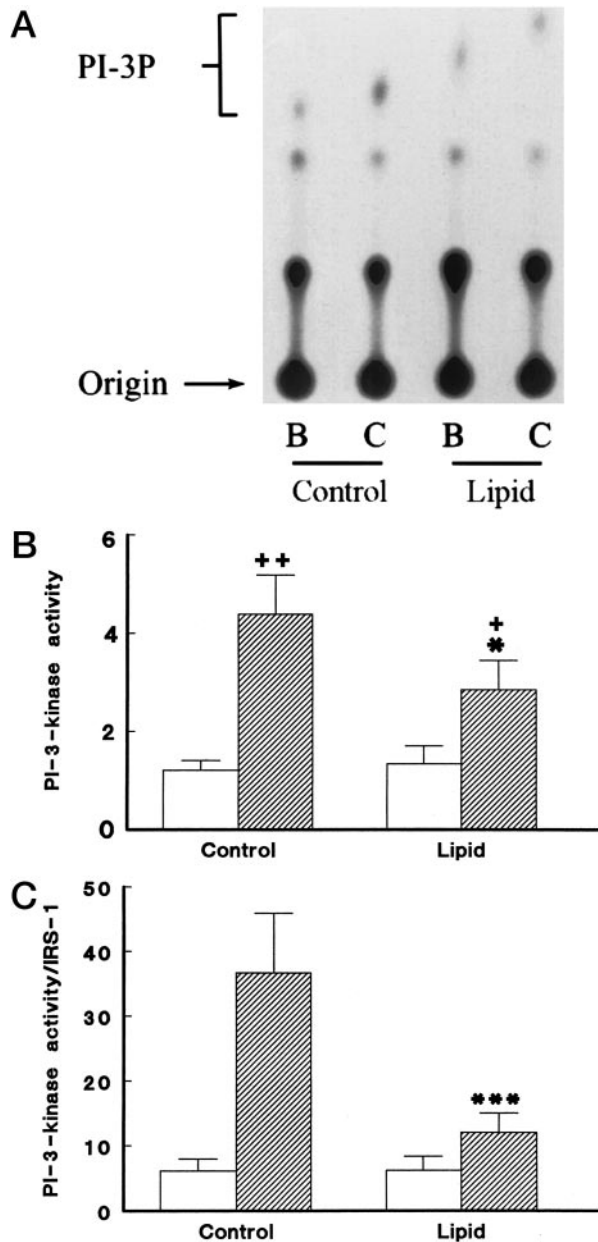 A
PI-3P
Origin
B C B C
Control Lipid
B
PI-3-kinase activity
6
4
2
0
++
+
*
Control Lipid
C
PI-3-kinase activity/IRS-1
50
40
30
20
10
0
***
Control Lipid